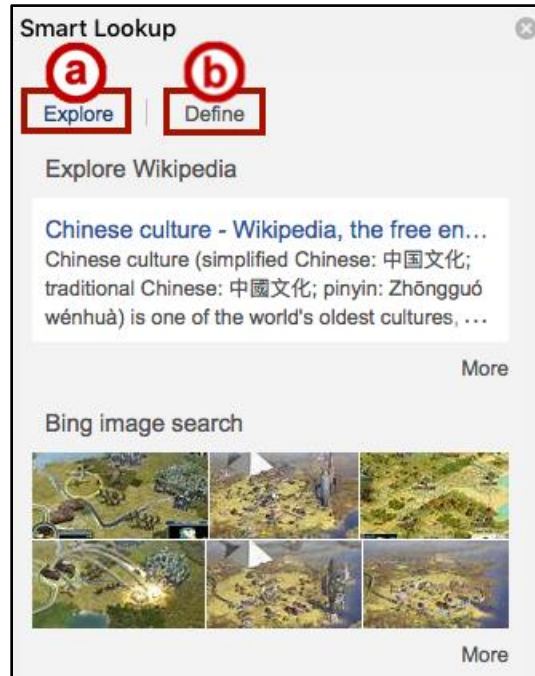 Smart Lookup
a
b
Explore
Define
Explore Wikipedia
Chinese culture - Wikipedia, the free en...
Chinese culture (simplified Chinese: 中国文化;
traditional Chinese: 中國文化; pinyin: Zhōngguó
wénhuà) is one of the world's oldest cultures, ...
More
Bing image search
More